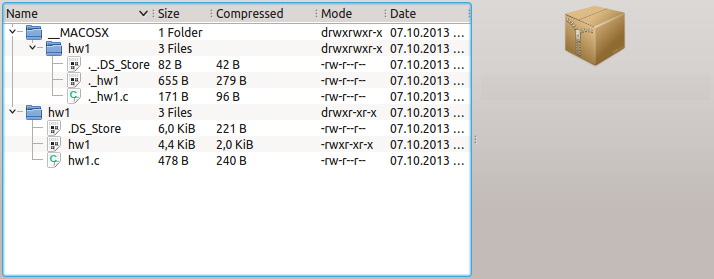 Name Size Compressed Mode Date
__MACOSX 1 Folder drwxrwxr-x 07.10.2013 ...
hw1 3 Files drwxrwxr-x 07.10.2013 ...
._.DS_Store 82 B 42 B -rw-r--r-- 07.10.2013 ...
._hw1 655 B 279 B -rw-r--r-- 07.10.2013 ...
._hw1.c 171 B 96 B -rw-r--r-- 07.10.2013 ...
hw1 3 Files drwxr-xr-x 07.10.2013 ...
.DS_Store 6,0 KiB 221 B -rw-r--r-- 07.10.2013 ...
hw1 4,4 KiB 2,0 KiB -rwxr-xr-x 07.10.2013 ...
hw1.c 478 B 240 B -rw-r--r-- 07.10.2013 ...